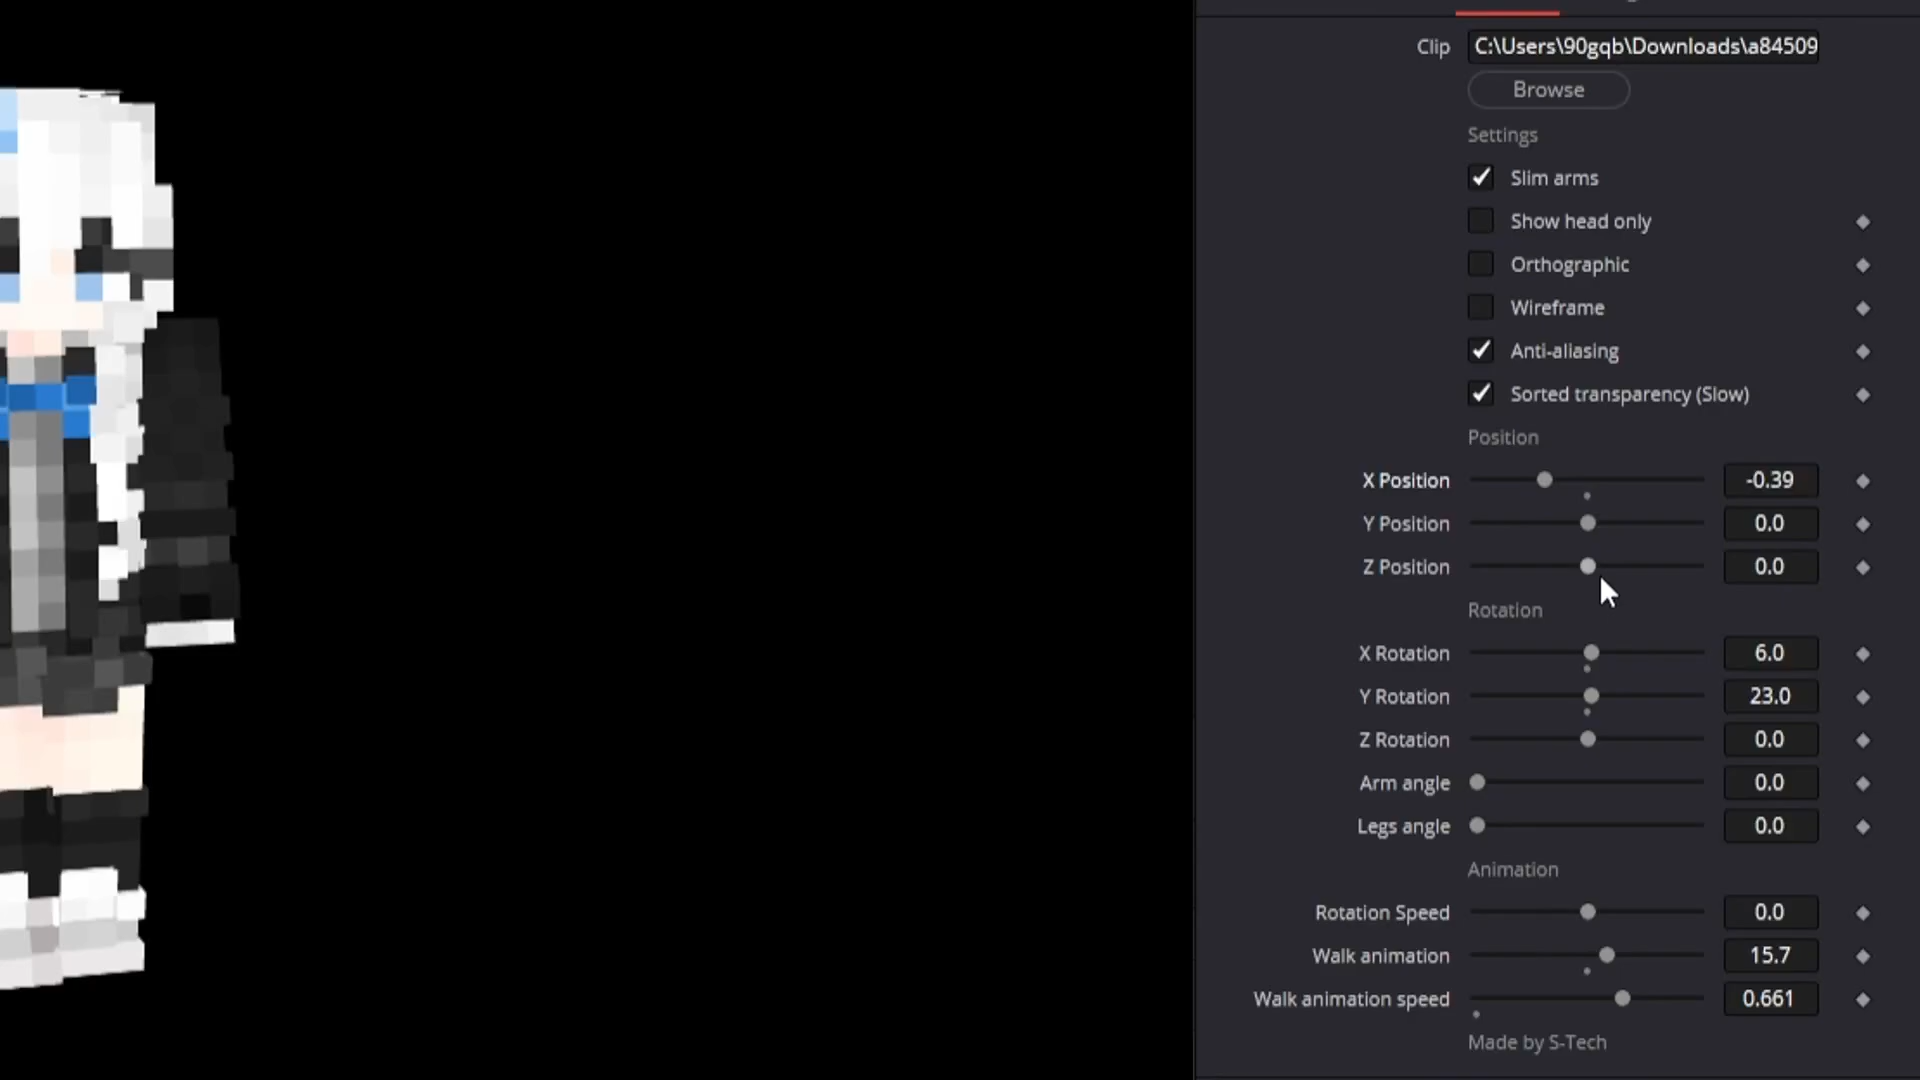 Clip C:\Users\90gqb\Downloads\a84509
Browse
Settings
Slim arms
Show head only
Orthographic
Wireframe
Anti-aliasing
Sorted transparency (Slow)
Position
X Position -0.39
Y Position 0.0
Z Position 0.0
Rotation
X Rotation 6.0
Y Rotation 23.0
Z Rotation 0.0
Arm angle 0.0
Legs angle 0.0
Animation
Rotation Speed 0.0
Walk animation 15.7
Walk animation speed 0.661
Made by S-Tech